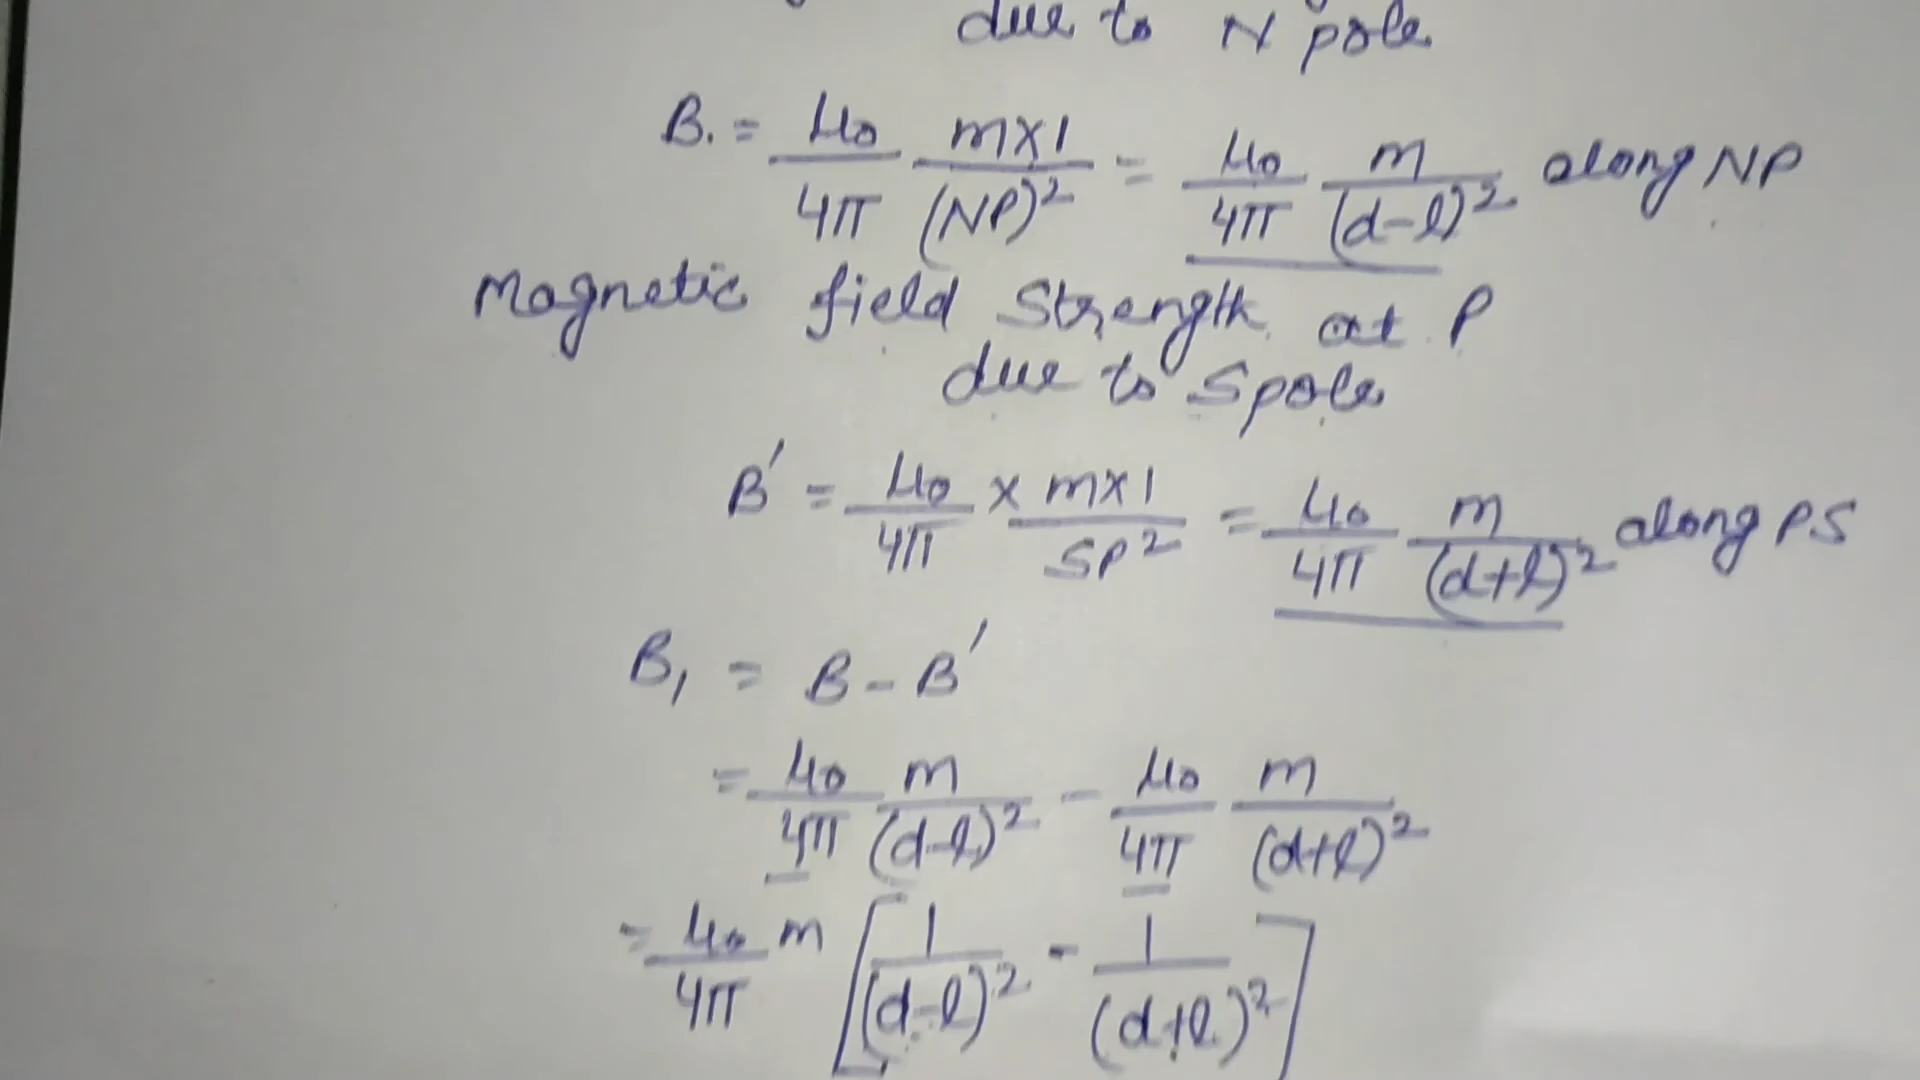 due to N pole
B. = μ₀/4π m×1/(NP)² = μ₀/4π m/(d-l)² along NP
Magnetic field Strength at P
due to S pole
B' = μ₀/4π × m×1/SP² = μ₀/4π m/(d+l)² along PS
B₁ = B - B'
= μ₀/4π m/(d-l)² - μ₀/4π m/(d+l)²
= μ₀/4π m [1/(d-l)² - 1/(d+l)²]